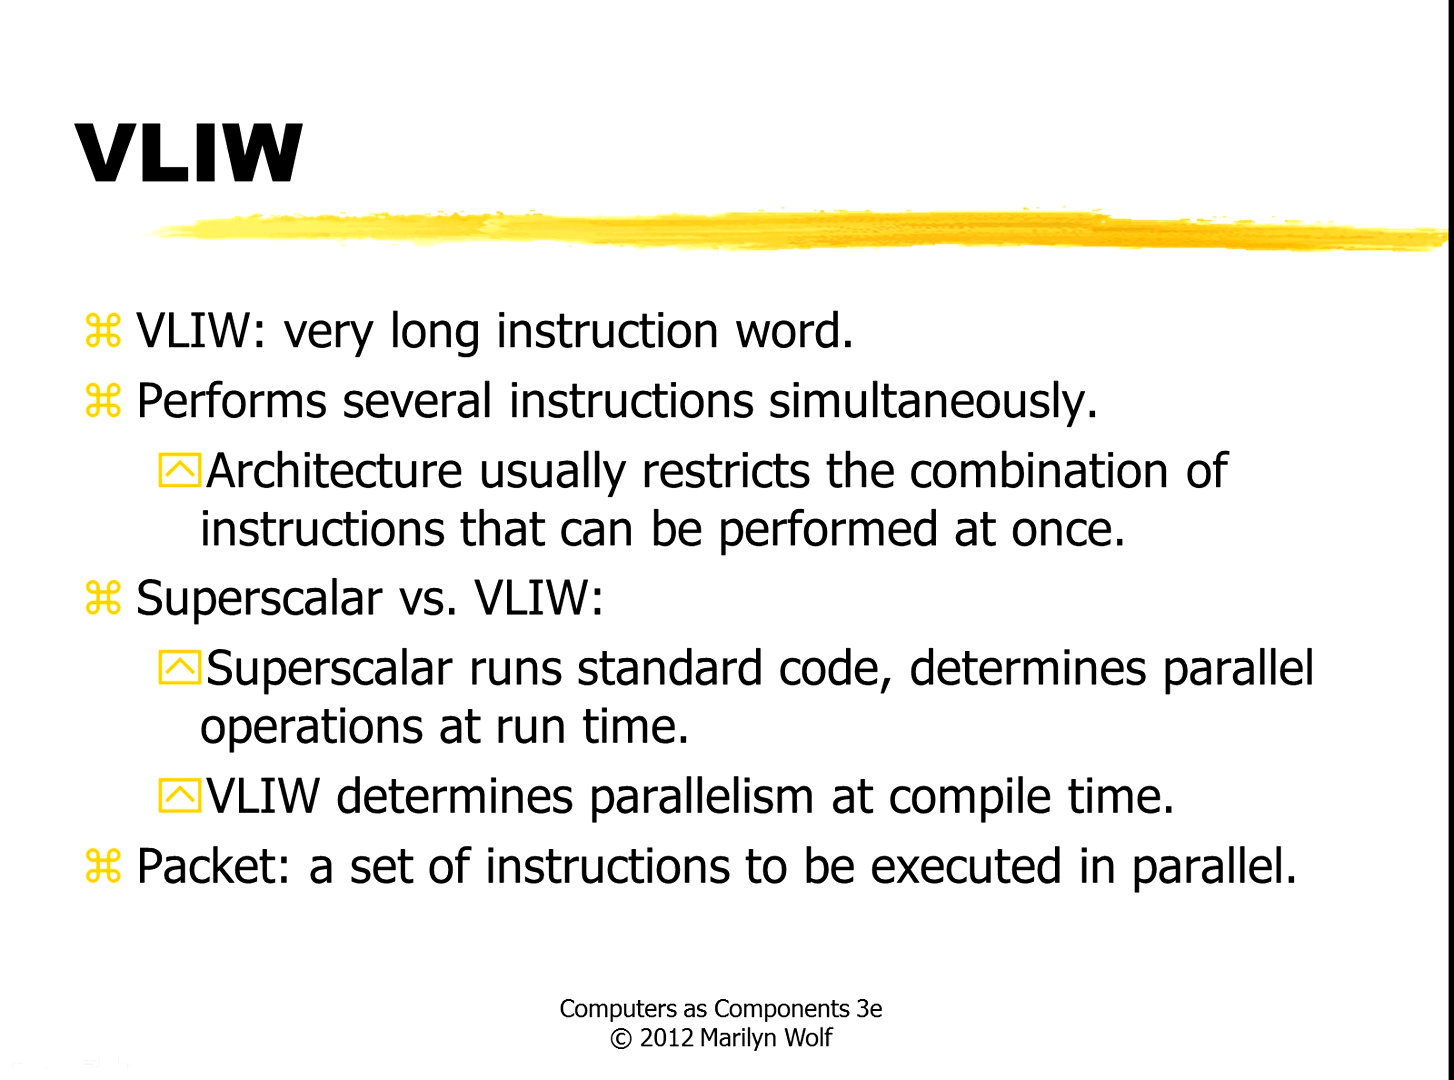 VLIW
⌘ VLIW: very long instruction word.
⌘ Performs several instructions simultaneously.
Architecture usually restricts the combination of
instructions that can be performed at once.
⌘ Superscalar vs. VLIW:
Superscalar runs standard code, determines parallel
operations at run time.
VLIW determines parallelism at compile time.
⌘ Packet: a set of instructions to be executed in parallel.
Computers as Components 3e
© 2012 Marilyn Wolf